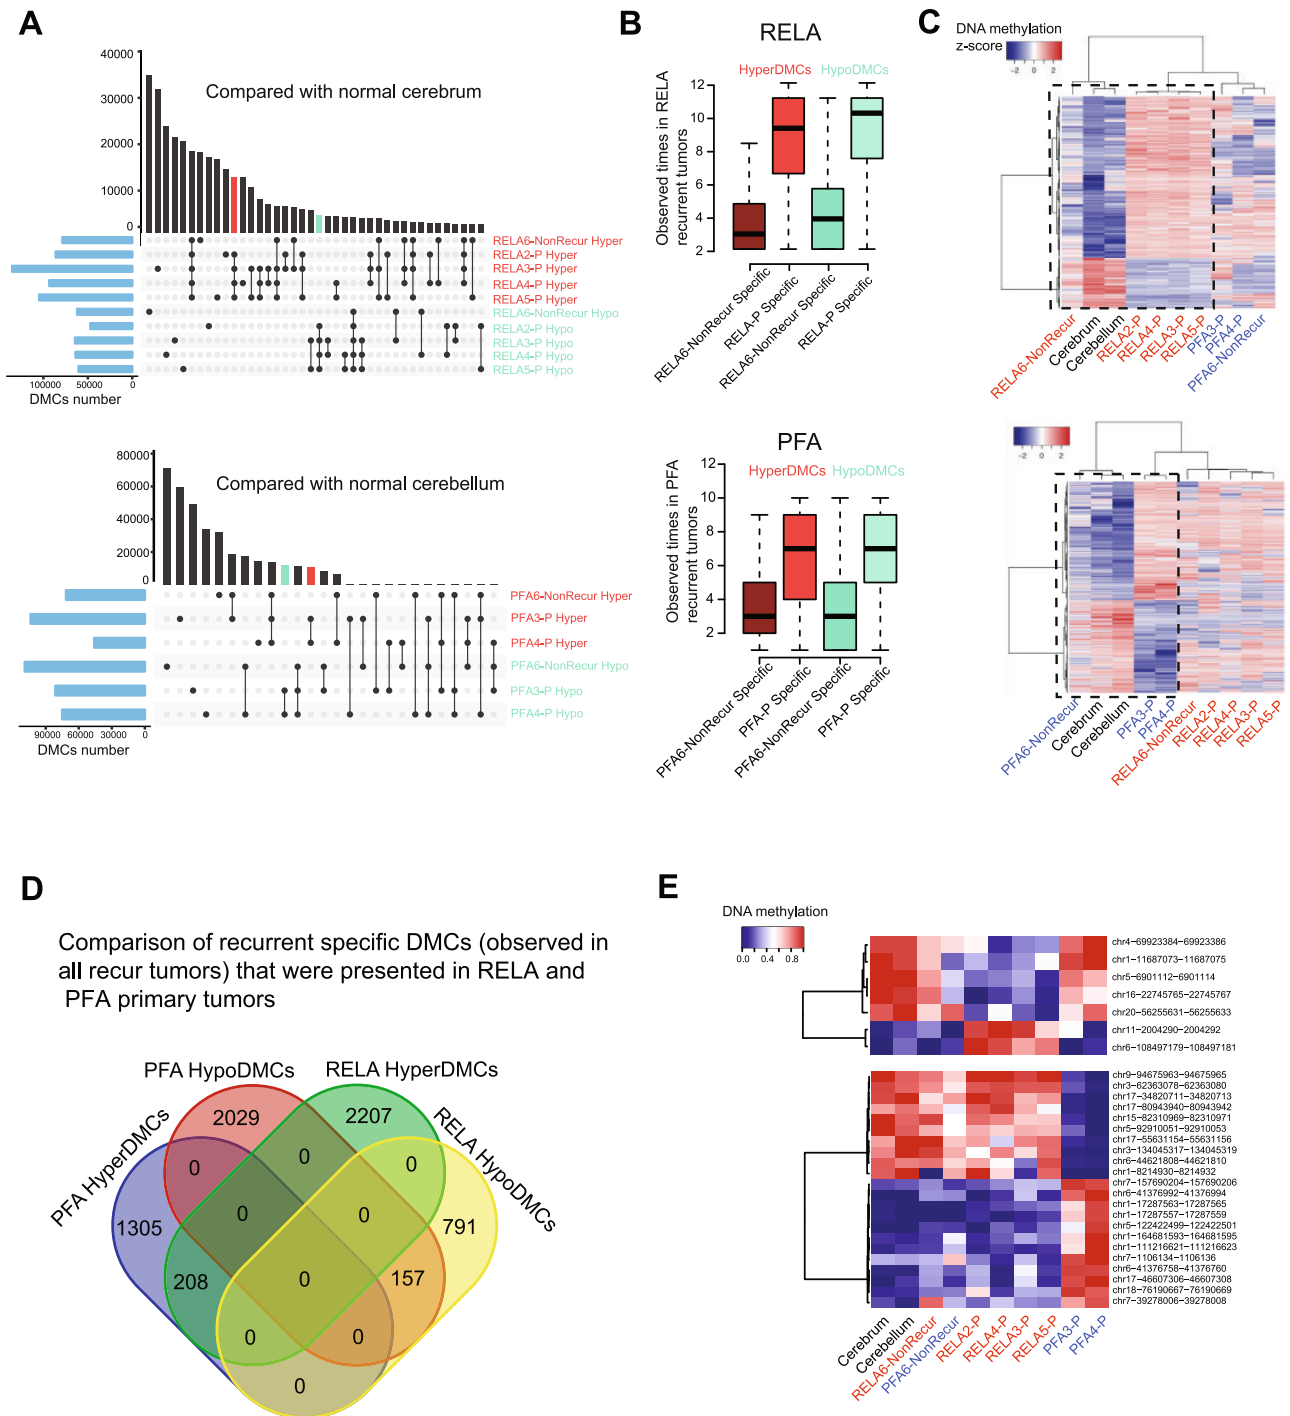 A
40000
30000
20000
10000
0
Compared with normal cerebrum
RELA6-NonRecur Hyper
RELA2-P Hyper
RELA3-P Hyper
RELA4-P Hyper
RELA5-P Hyper
RELA6-NonRecur Hypo
RELA2-P Hypo
RELA3-P Hypo
RELA4-P Hypo
RELA5-P Hypo
100000 50000 0
DMCs number
80000
60000
40000
20000
0
Compared with normal cerebellum
PFA6-NonRecur Hyper
PFA3-P Hyper
PFA4-P Hyper
PFA6-NonRecur Hypo
PFA3-P Hypo
PFA4-P Hypo
90000 60000 30000 0
DMCs number
B
RELA
HyperDMCs HypoDMCs
Observed times in RELA
recurrent tumors
12
10
8
6
4
2
RELA6-NonRecur Specific
RELA-P Specific
RELA6-NonRecur Specific
RELA-P Specific
PFA
HyperDMCs HypoDMCs
Observed times in PFA
recurrent tumors
12
10
8
6
4
2
PFA6-NonRecur Specific
PFA-P Specific
PFA6-NonRecur Specific
PFA-P Specific
C
DNA methylation
z-score
-2 0 2
RELA6-NonRecur
Cerebrum
Cerebellum
RELA2-P
RELA4-P
RELA3-P
RELA5-P
PFA3-P
PFA4-P
PFA6-NonRecur
-2 0 2
PFA6-NonRecur
Cerebrum
Cerebellum
PFA3-P
PFA4-P
RELA6-NonRecur
RELA2-P
RELA4-P
RELA3-P
RELA5-P
D
Comparison of recurrent specific DMCs (observed in
all recur tumors) that were presented in RELA and
PFA primary tumors
PFA HypoDMCs
RELA HyperDMCs
PFA HyperDMCs
RELA HypoDMCs
2029
2207
0
0
0
1305
0
0
791
208
0
157
0
0
0
E
DNA methylation
0.0 0.4 0.8
chr4-69923384-69923386
chr1-11687073-11687075
chr5-6901112-6901114
chr16-22745765-22745767
chr20-56255631-56255633
chr11-2004290-2004292
chr6-108497179-108497181
chr9-94675963-94675965
chr3-62363078-62363080
chr17-34820711-34820713
chr17-80943940-80943942
chr15-82310969-82310971
chr5-92910051-92910053
chr17-55631154-55631156
chr3-134045317-134045319
chr6-44621808-44621810
chr1-8214930-8214932
chr7-157690204-157690206
chr6-41376992-41376994
chr1-17287563-17287565
chr1-17287557-17287559
chr5-122422499-122422501
chr1-164681593-164681595
chr1-111216621-111216623
chr7-1106134-1106136
chr6-41376758-41376760
chr17-46607306-46607308
chr18-76190667-76190669
chr7-39278006-39278008
Cerebrum
Cerebellum
RELA6-NonRecur
PFA6-NonRecur
RELA2-P
RELA4-P
RELA3-P
RELA5-P
PFA3-P
PFA4-P